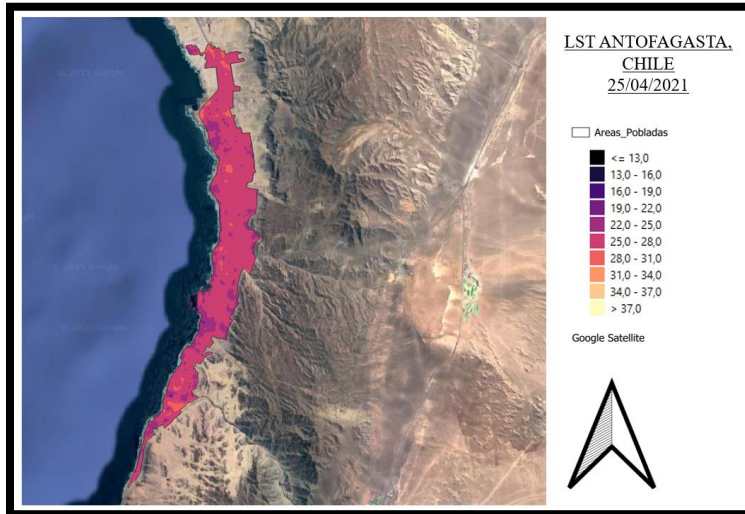 LST ANTOFAGASTA,
CHILE
25/04/2021
Areas_Pobladas
<= 13,0
13,0 - 16,0
16,0 - 19,0
19,0 - 22,0
22,0 - 25,0
25,0 - 28,0
28,0 - 31,0
31,0 - 34,0
34,0 - 37,0
> 37,0
Google Satellite